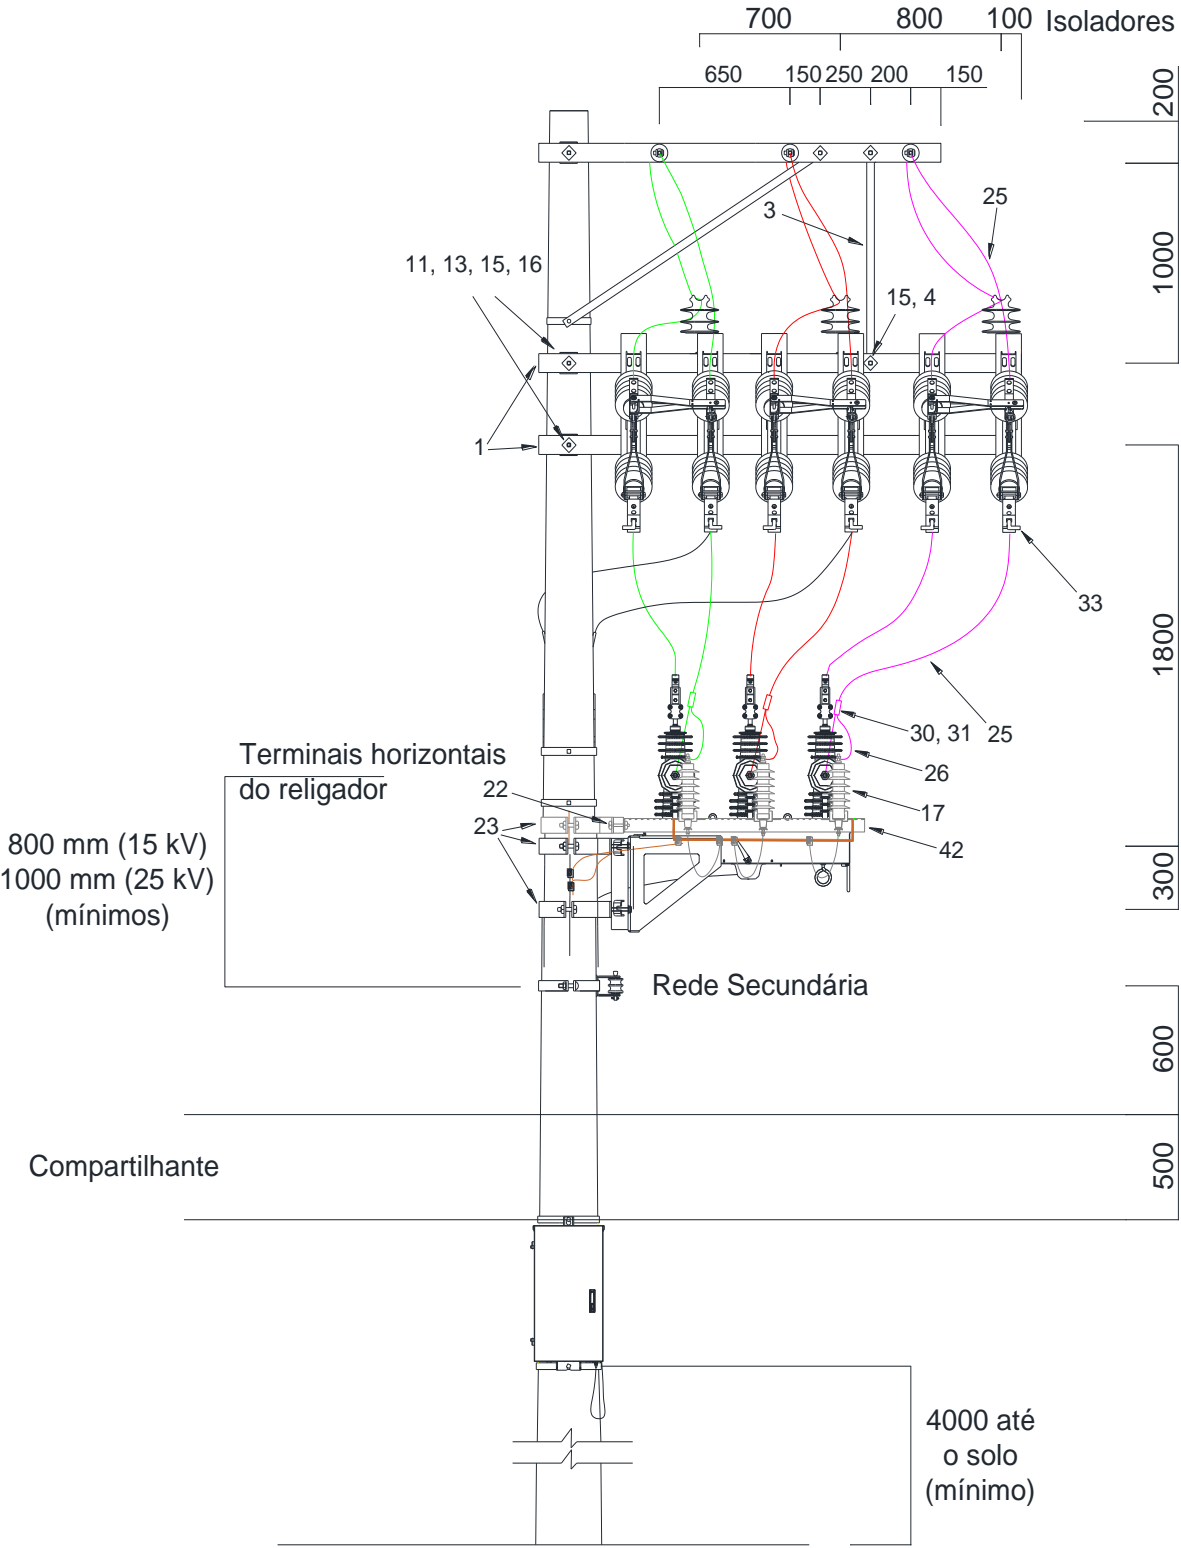 700 800 100 Isoladores
650 150 250 200 150
200
25
3
1000
11, 13, 15, 16
15, 4
1
33
1800
30, 31 25
Terminais horizontais
do religador
26
22
17
23
42
800 mm (15 kV)
1000 mm (25 kV)
(mínimos)
300
Rede Secundária
600
Compartilhante
500
4000 até
o solo
(mínimo)